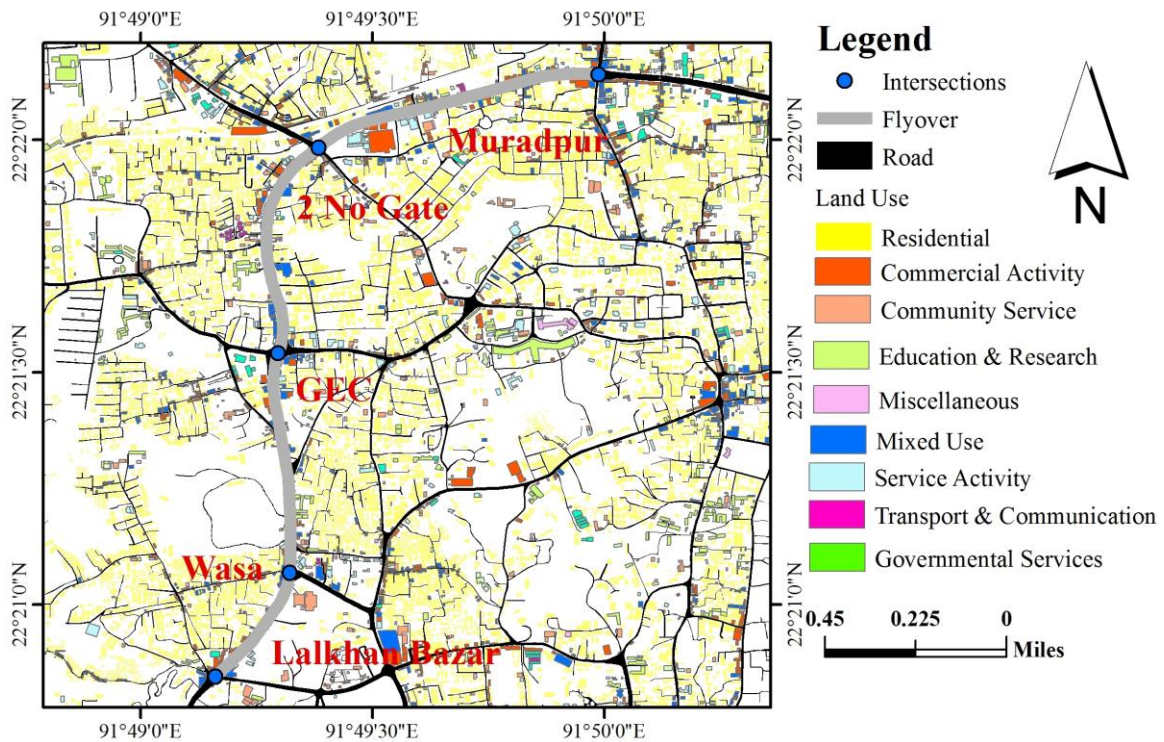 91°49'0"E
91°49'30"E
91°50'0"E
22°22'0"N
22°21'30"N
22°21'0"N
Muradpur
2 No Gate
GEC
Wasa
Lalkhan Bazar
22°22'0"N
22°21'30"N
22°21'0"N
91°49'0"E
91°49'30"E
91°50'0"E
Legend
Intersections
Flyover
Road
Land Use
Residential
Commercial Activity
Community Service
Education & Research
Miscellaneous
Mixed Use
Service Activity
Transport & Communication
Governmental Services
0.45 0.225 0
Miles
N